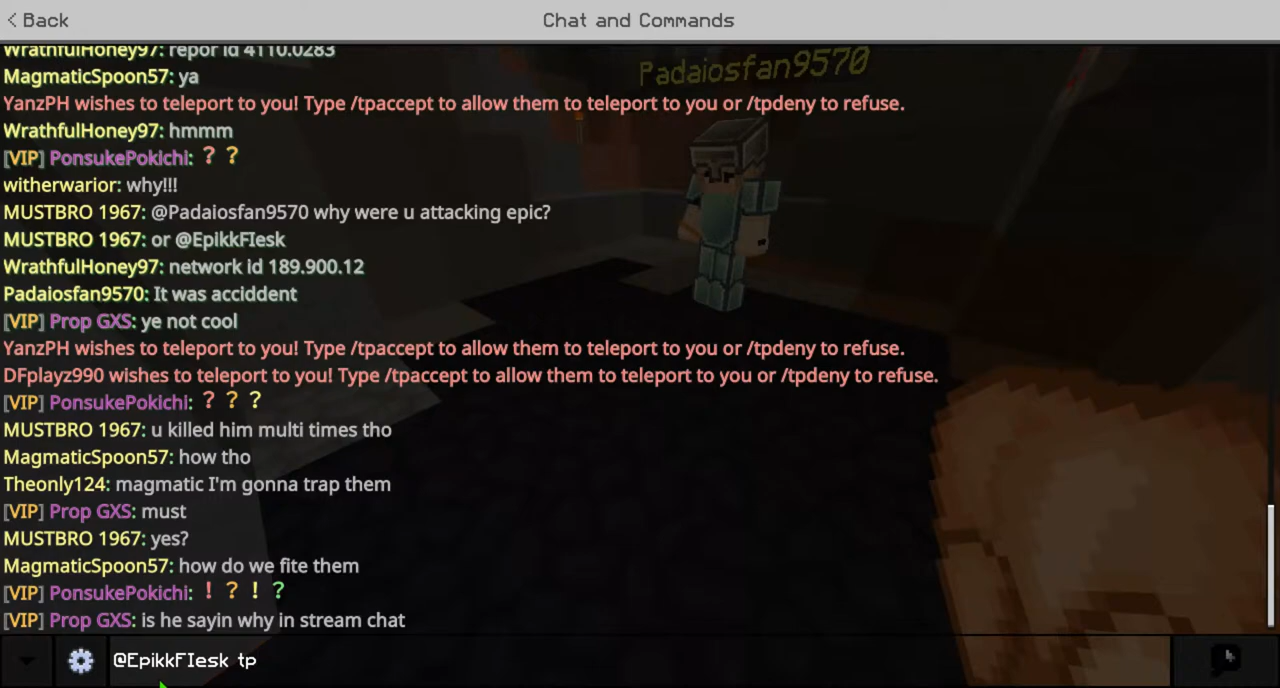 Back
Chat and Commands
WrathfulHoney97: repor id 4110.0283
Padaiosfan9570
MagmaticSpoon57: ya
YanzPH wishes to teleport to you! Type /tpaccept to allow them to teleport to you or /tpdeny to refuse.
WrathfulHoney97: hmmm
[VIP] PonsukePokichi: ? ?
witherwarior: why!!!
MUSTBRO 1967: @Padaiosfan9570 why were u attacking epic?
MUSTBRO 1967: or @EpikkFIesk
WrathfulHoney97: network id 189.900.12
Padaiosfan9570: It was acciddent
[VIP] Prop GXS: ye not cool
YanzPH wishes to teleport to you! Type /tpaccept to allow them to teleport to you or /tpdeny to refuse.
DFplayz990 wishes to teleport to you! Type /tpaccept to allow them to teleport to you or /tpdeny to refuse.
[VIP] PonsukePokichi: ? ? ?
MUSTBRO 1967: u killed him multi times tho
MagmaticSpoon57: how tho
Theonly124: magmatic I'm gonna trap them
[VIP] Prop GXS: must
MUSTBRO 1967: yes?
MagmaticSpoon57: how do we fite them
[VIP] PonsukePokichi: ! ? ! ?
[VIP] Prop GXS: is he sayin why in stream chat
@EpikkFIesk tp